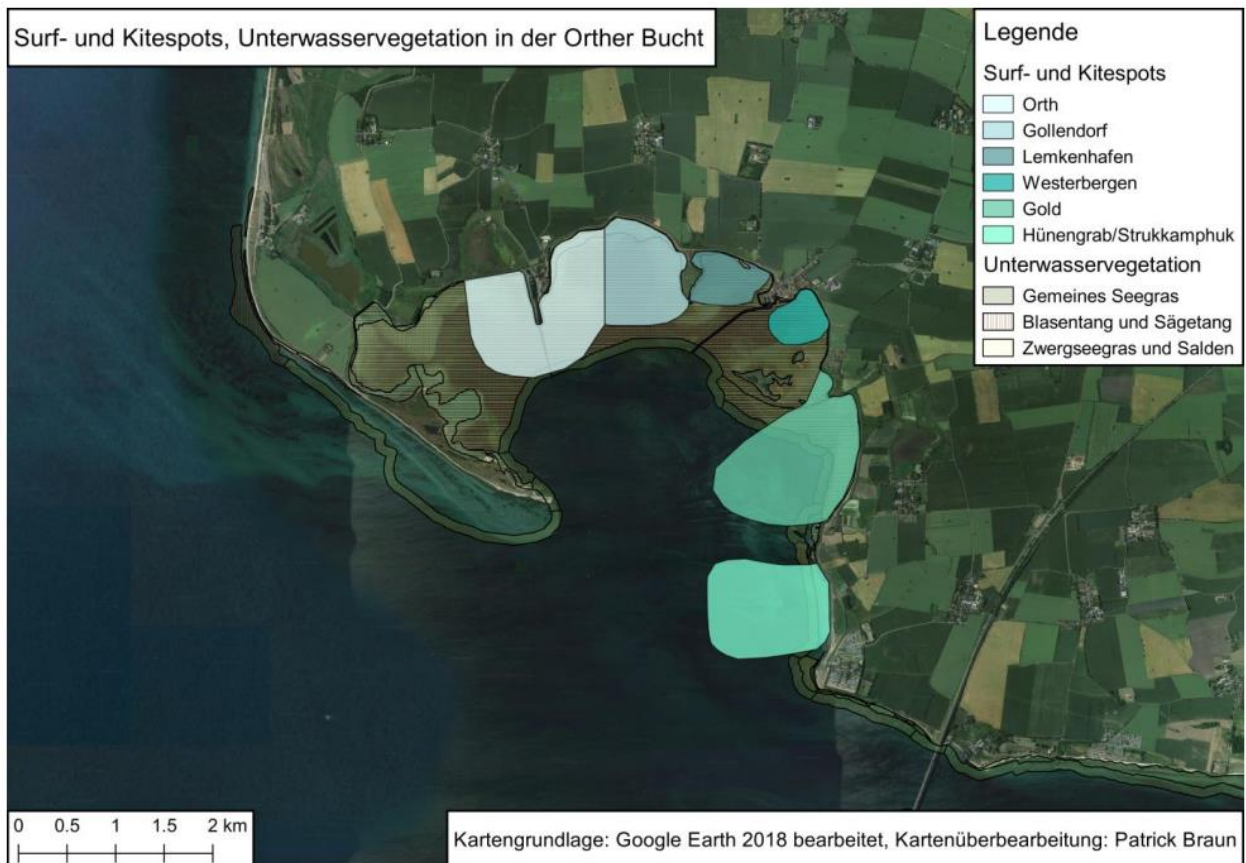 Surf- und Kitespots, Unterwasservegetation in der Orther Bucht
Legende
Surf- und Kitespots
Orth
Gollendorf
Lemkenhafen
Westerbergen
Gold
Hünengrab/Strukkamphuk
Unterwasservegetation
Gemeines Seegras
Blasentang und Sägetang
Zwergseegras und Salden
0 0.5 1 1.5 2 km
Kartengrundlage: Google Earth 2018 bearbeitet, Kartenüberbearbeitung: Patrick Braun